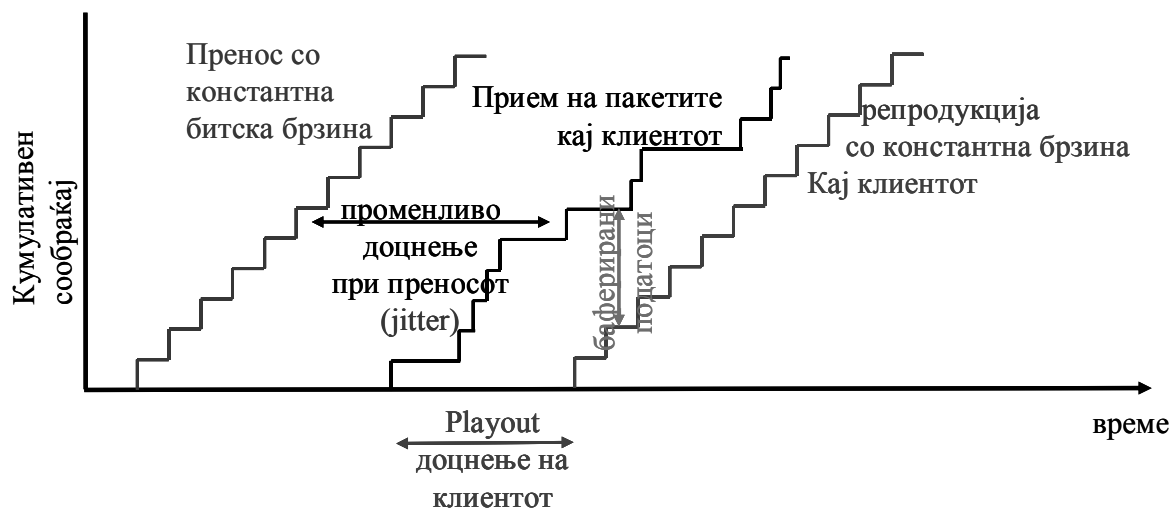 Пренос со
константна
битска брзина
Прием на пакетите
кај клиентот
репродукција
со константна брзина
Кај клиентот
Кумулативен
сообраќај
променливо
доцнење
при преносот
(jitter)
баферирани
податоци
време
Playout
доцнење на
клиентот